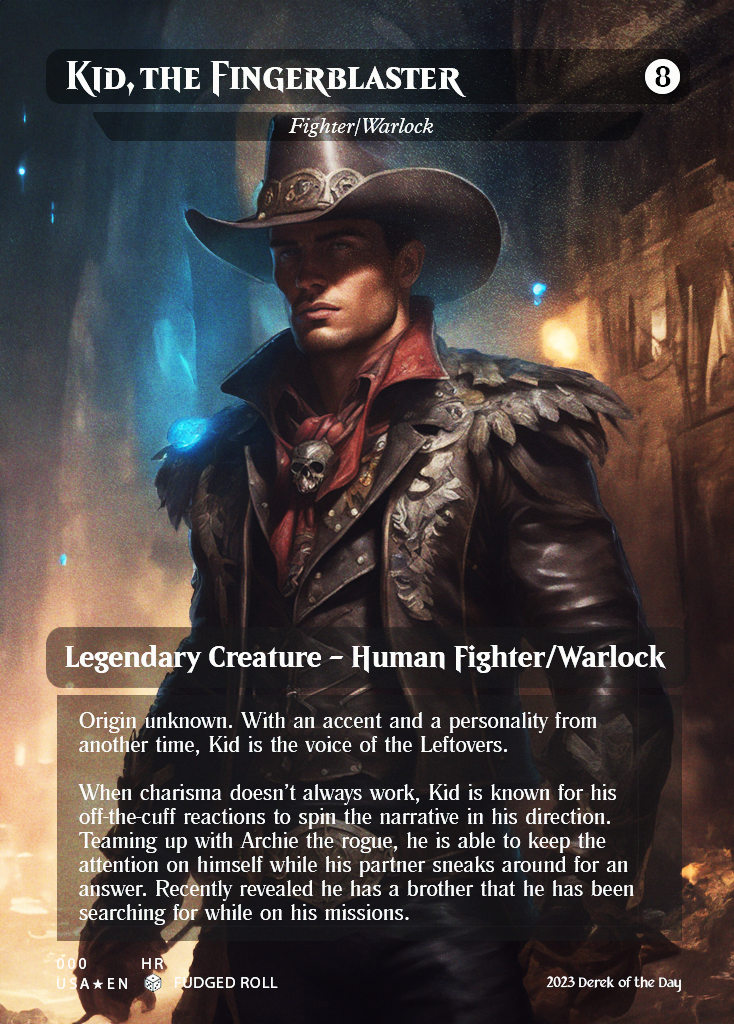 Kid, the Fingerblaster 8
Fighter/Warlock
Legendary Creature – Human Fighter/Warlock
Origin unknown. With an accent and a personality from
another time, Kid is the voice of the Leftovers.
When charisma doesn't always work, Kid is known for his
off-the-cuff reactions to spin the narrative in his direction.
Teaming up with Archie the rogue, he is able to keep the
attention on himself while his partner sneaks around for an
answer. Recently revealed he has a brother that he has been
searching for while on his missions.
000 HR
USA★EN FUDGED ROLL 2023 Derek of the Day